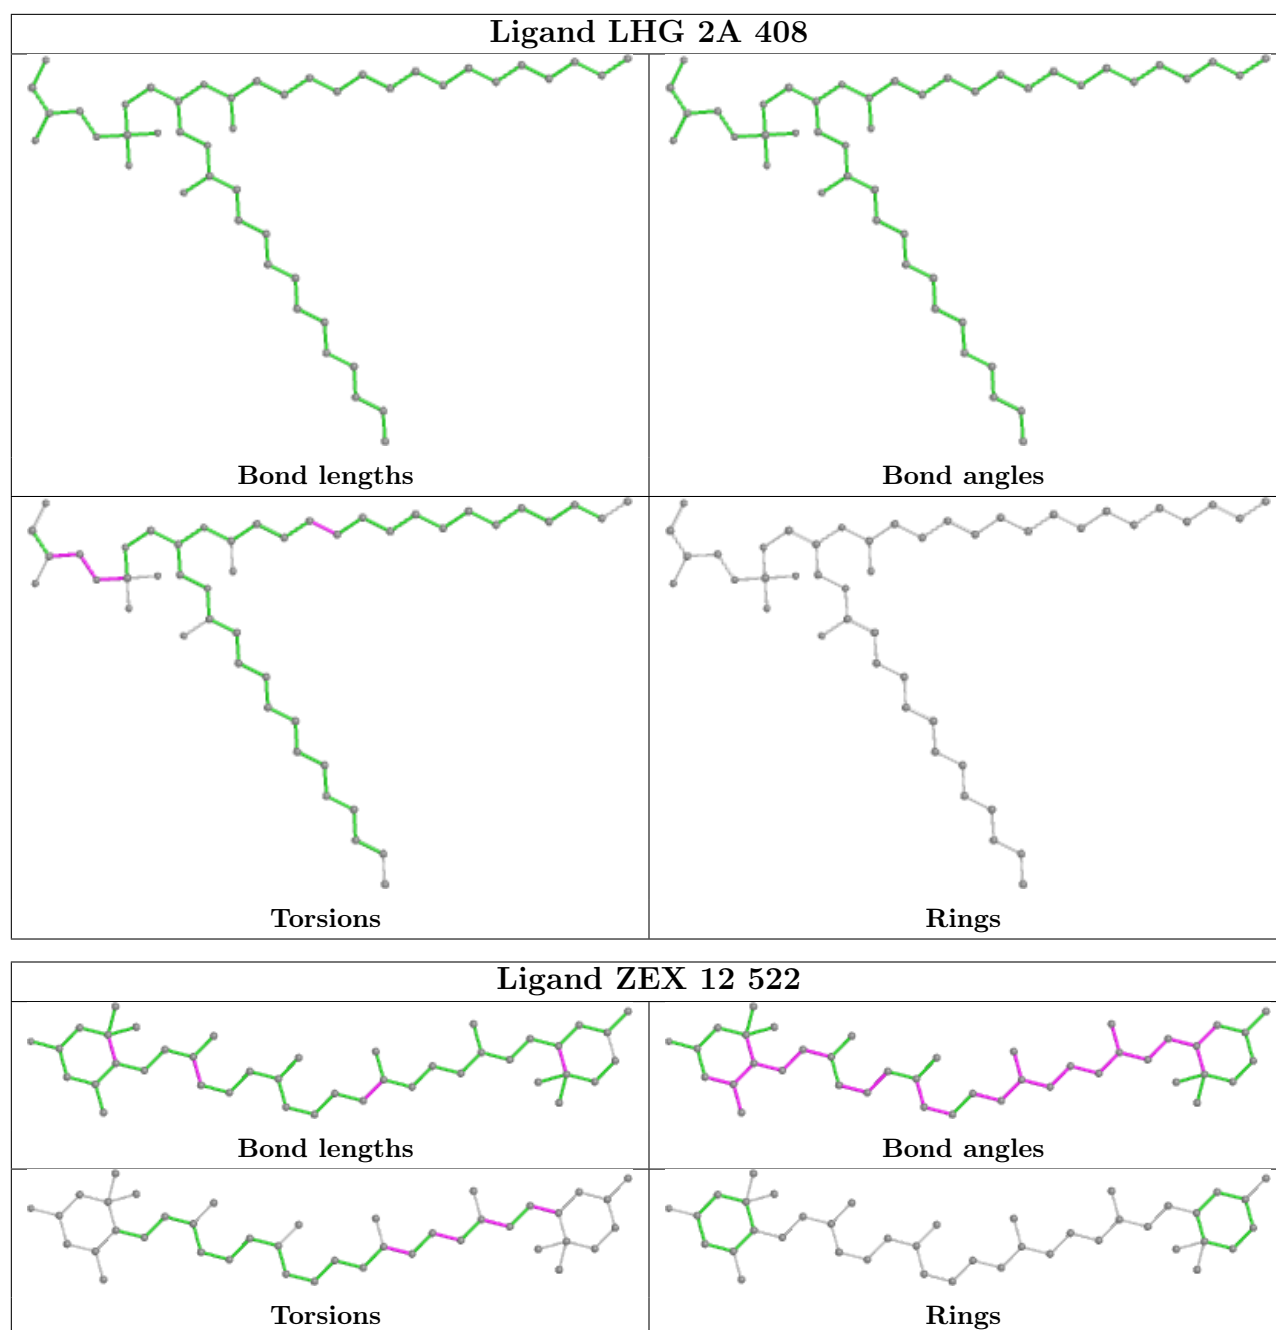 Ligand LHG 2A 408
Bond lengths
Bond angles
Torsions
Rings
Ligand ZEX 12 522
Bond lengths
Bond angles
Torsions
Rings